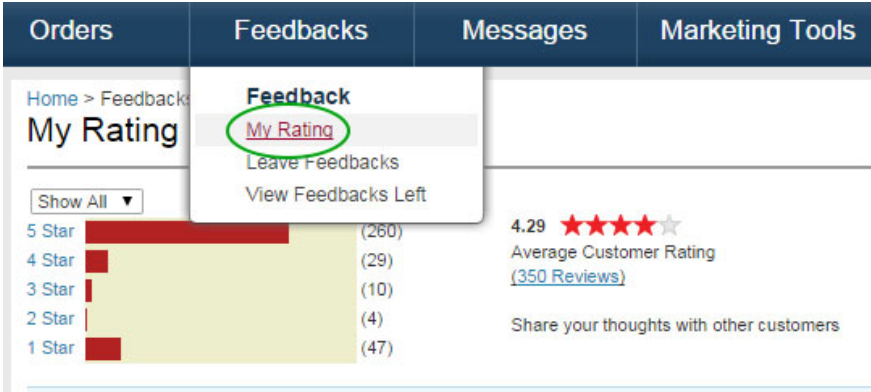 Orders Feedbacks Messages Marketing Tools
Feedback
My Rating
Leave Feedbacks
View Feedbacks Left
Home > Feedbacks
My Rating
Show All ▼
5 Star (260)
4 Star (29)
3 Star (10)
2 Star (4)
1 Star (47)
4.29
Average Customer Rating
(350 Reviews)
Share your thoughts with other customers